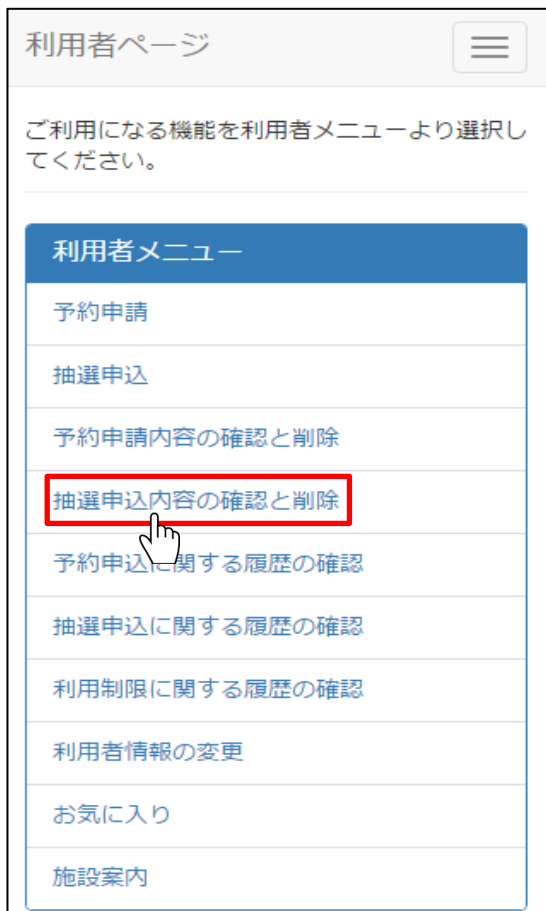 利用者ページ
ご利用になる機能を利用者メニューより選択し
てください。
利用者メニュー
予約申請
抽選申込
予約申請内容の確認と削除
抽選申込内容の確認と削除
予約申込に関する履歴の確認
抽選申込に関する履歴の確認
利用制限に関する履歴の確認
利用者情報の変更
お気に入り
施設案内